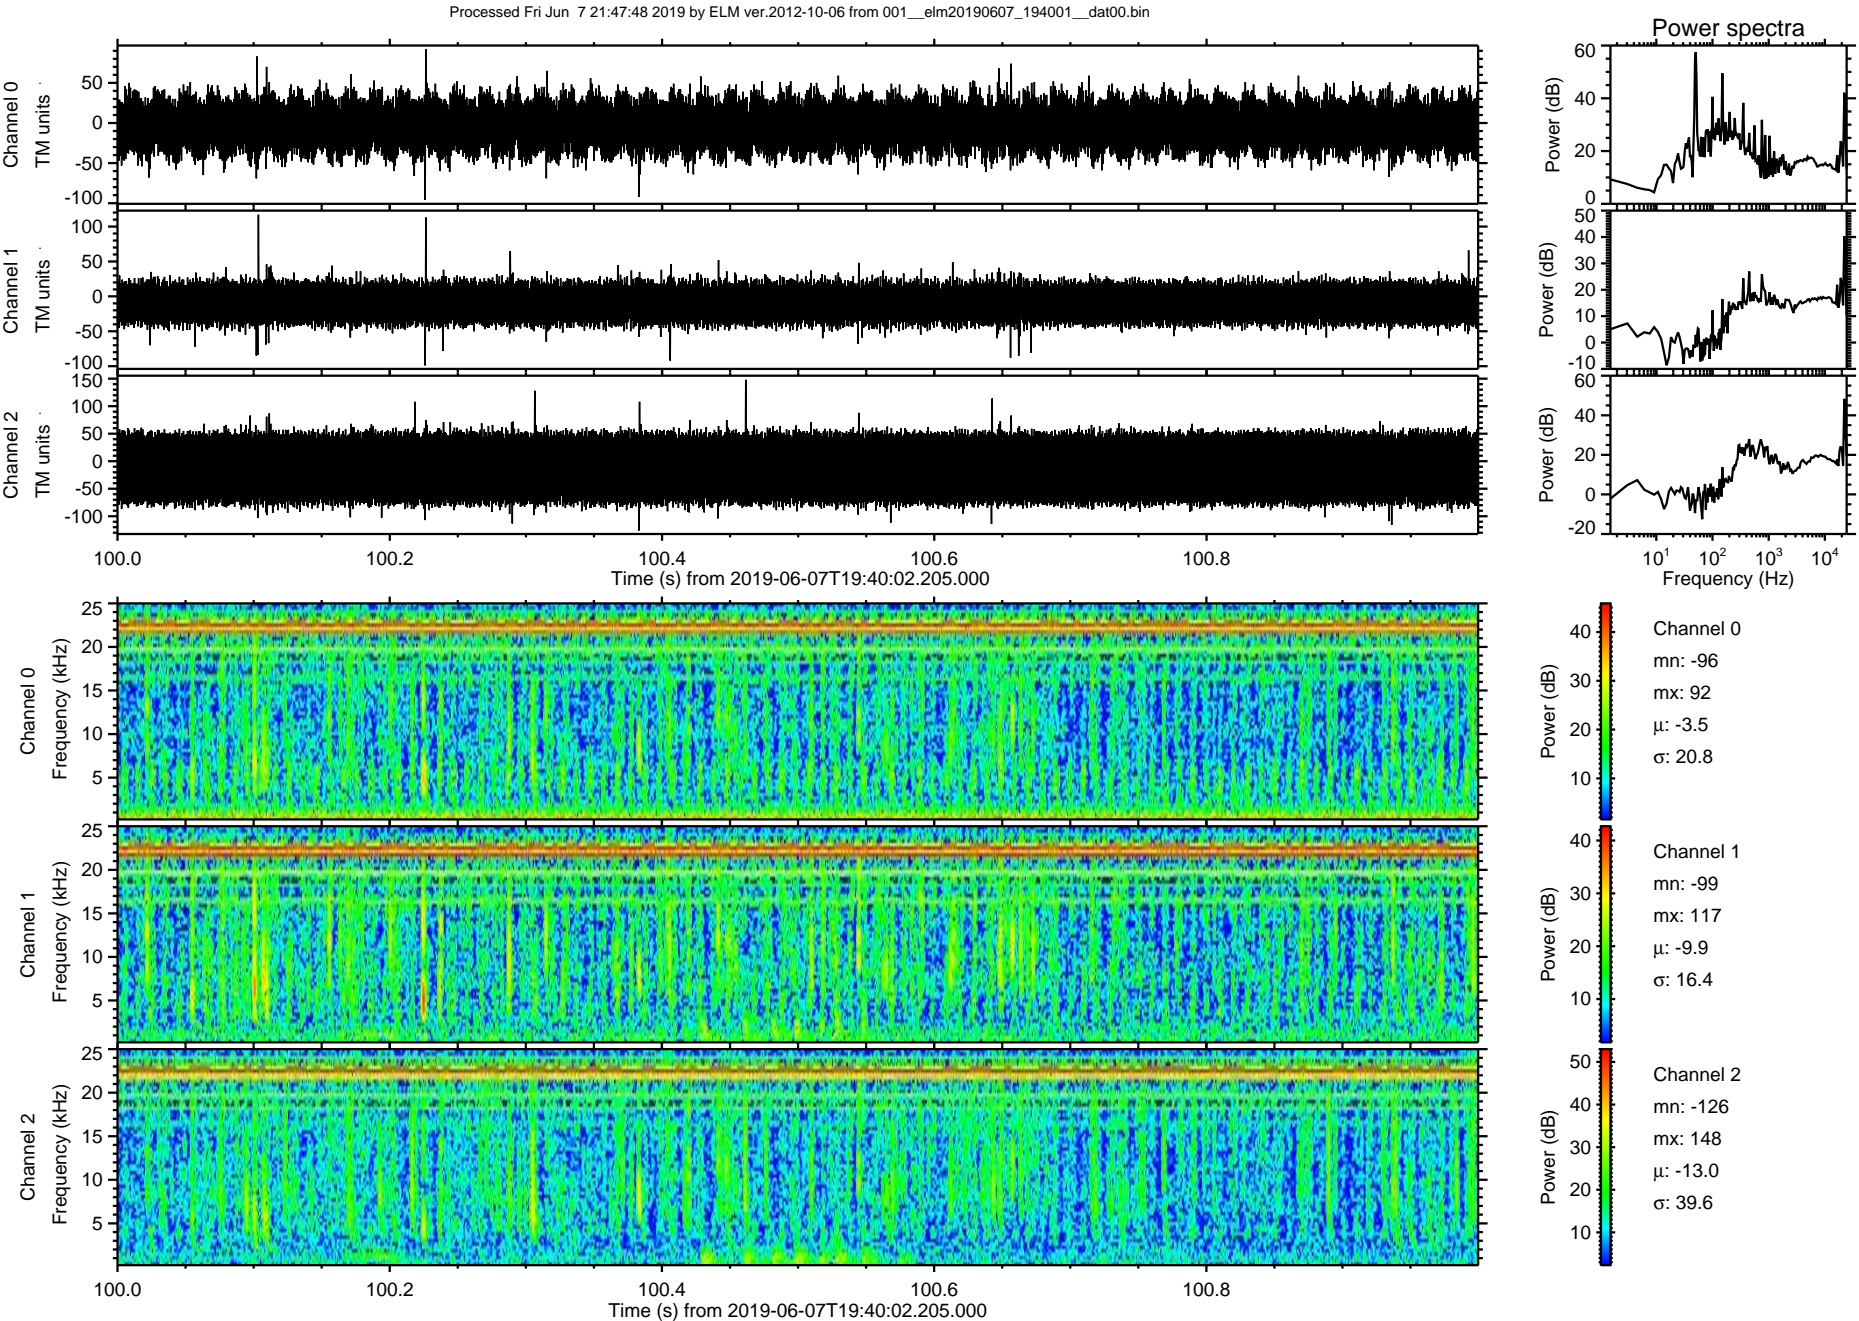 Processed Fri Jun  7 21:47:48 2019 by ELM ver.2012-10-06 from 001__elm20190607_194001__dat00.bin
Power spectra
Channel 0
TM units
50
0
-50
-100
Power (dB)
60
40
20
0
Channel 1
TM units
100
50
0
-50
-100
Power (dB)
50
40
30
20
10
0
-10
Channel 2
TM units
150
100
50
0
-50
-100
Power (dB)
60
40
20
0
-20
100.0 100.2 100.4 100.6 100.8
Time (s) from 2019-06-07T19:40:02.205.000
10¹ 10² 10³ 10⁴
Frequency (Hz)
Channel 0
Frequency (kHz)
25
20
15
10
5
Power (dB)
40
30
20
10
Channel 0
mn: -96
mx: 92
μ: -3.5
σ: 20.8
Channel 1
Frequency (kHz)
25
20
15
10
5
Power (dB)
40
30
20
10
Channel 1
mn: -99
mx: 117
μ: -9.9
σ: 16.4
Channel 2
Frequency (kHz)
25
20
15
10
5
Power (dB)
50
40
30
20
10
Channel 2
mn: -126
mx: 148
μ: -13.0
σ: 39.6
100.0 100.2 100.4 100.6 100.8
Time (s) from 2019-06-07T19:40:02.205.000